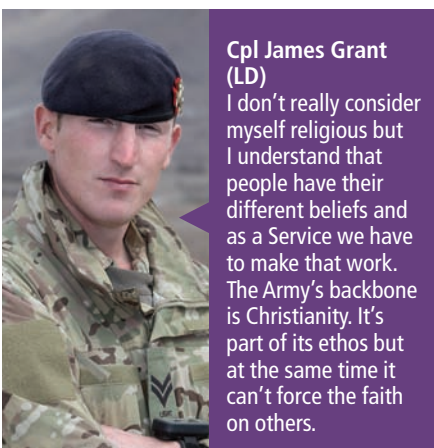 Cpl James Grant
(LD)
I don’t really consider
myself religious but
I understand that
people have their
different beliefs and
as a Service we have
to make that work.
The Army’s backbone
is Christianity. It’s
part of its ethos but
at the same time it
can’t force the faith
on others.